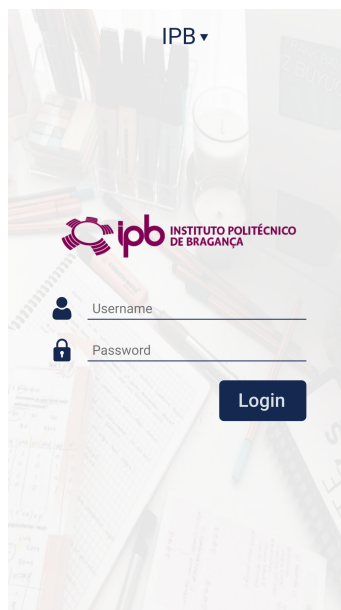 IPB
ipb INSTITUTO POLITÉCNICO
DE BRAGANÇA
Username
Password
Login